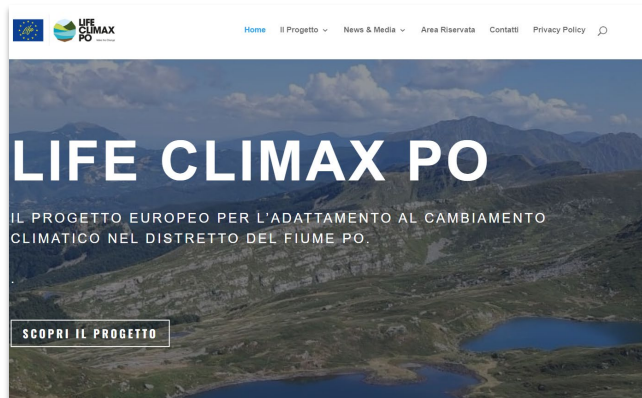 Life
LIFE
CLIMAX
PO
Home Il Progetto News & Media Area Riservata Contatti Privacy Policy
LIFE CLIMAX PO
IL PROGETTO EUROPEO PER L'ADATTAMENTO AL CAMBIAMENTO
CLIMATICO NEL DISTRETTO DEL FIUME PO.
.
SCOPRI IL PROGETTO